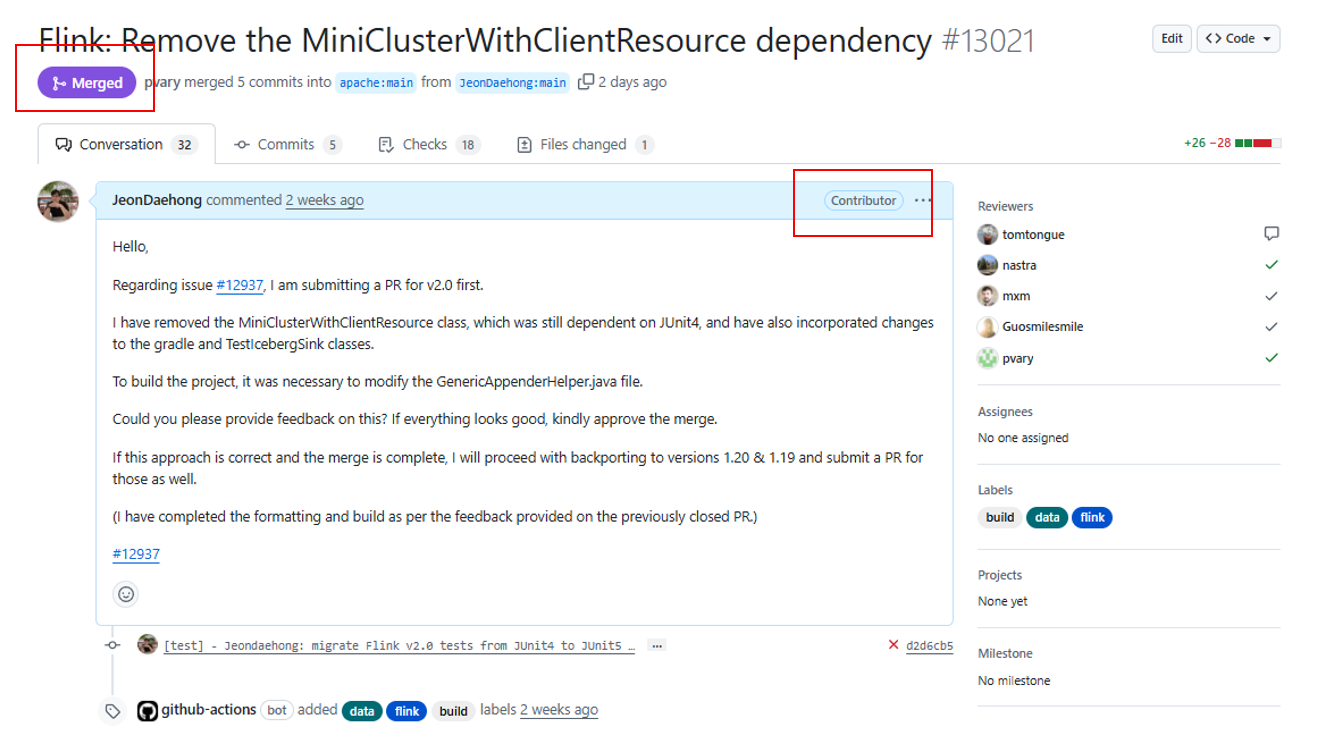 Flink: Remove the MiniClusterWithClientResource dependency #13021
Edit
Code
Merged
pvary merged 5 commits into apache:main from JeonDaehong:main 2 days ago
Conversation 32
Commits 5
Checks 18
Files changed 1
+26 −28
JeonDaehong commented 2 weeks ago
Contributor
Hello,
Regarding issue #12937, I am submitting a PR for v2.0 first.
I have removed the MiniClusterWithClientResource class, which was still dependent on JUnit4, and have also incorporated changes
to the gradle and TestIcebergSink classes.
To build the project, it was necessary to modify the GenericAppenderHelper.java file.
Could you please provide feedback on this? If everything looks good, kindly approve the merge.
If this approach is correct and the merge is complete, I will proceed with backporting to versions 1.20 & 1.19 and submit a PR for
those as well.
(I have completed the formatting and build as per the feedback provided on the previously closed PR.)
#12937
[test] - Jeondaehong: migrate Flink v2.0 tests from JUnit4 to JUnit5 … ...
d2d6cb5
github-actions bot added data flink build labels 2 weeks ago
Reviewers
tomtongue
nastra
mxm
Guosmilesmile
pvary
Assignees
No one assigned
Labels
build data flink
Projects
None yet
Milestone
No milestone